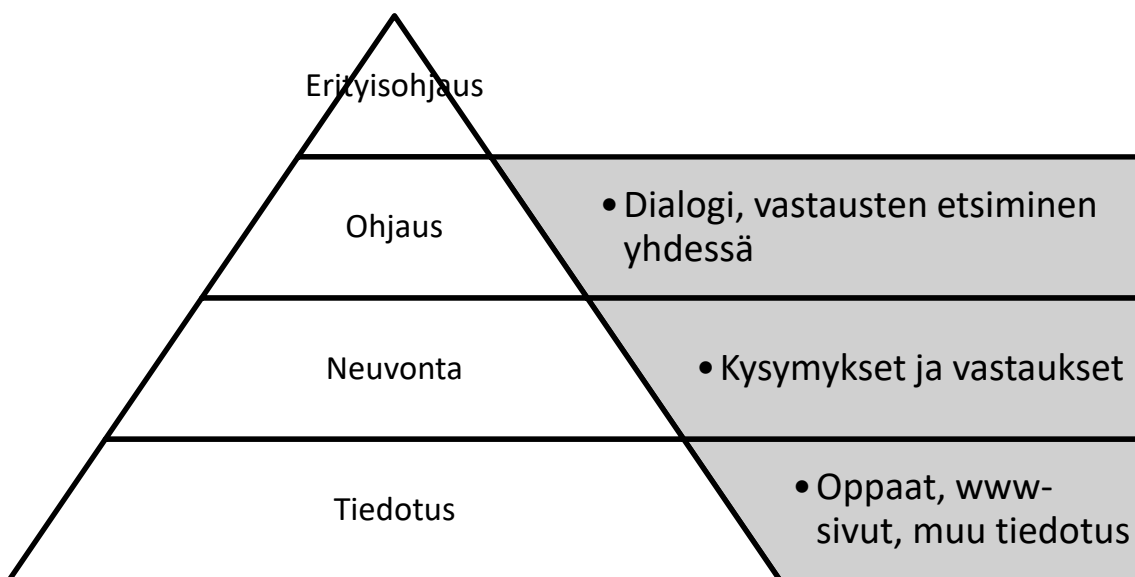 Erityisohjaus
Ohjaus
• Dialogi, vastausten etsiminen
yhdessä
Neuvonta
• Kysymykset ja vastaukset
Tiedotus
• Oppaat, www-
sivut, muu tiedotus